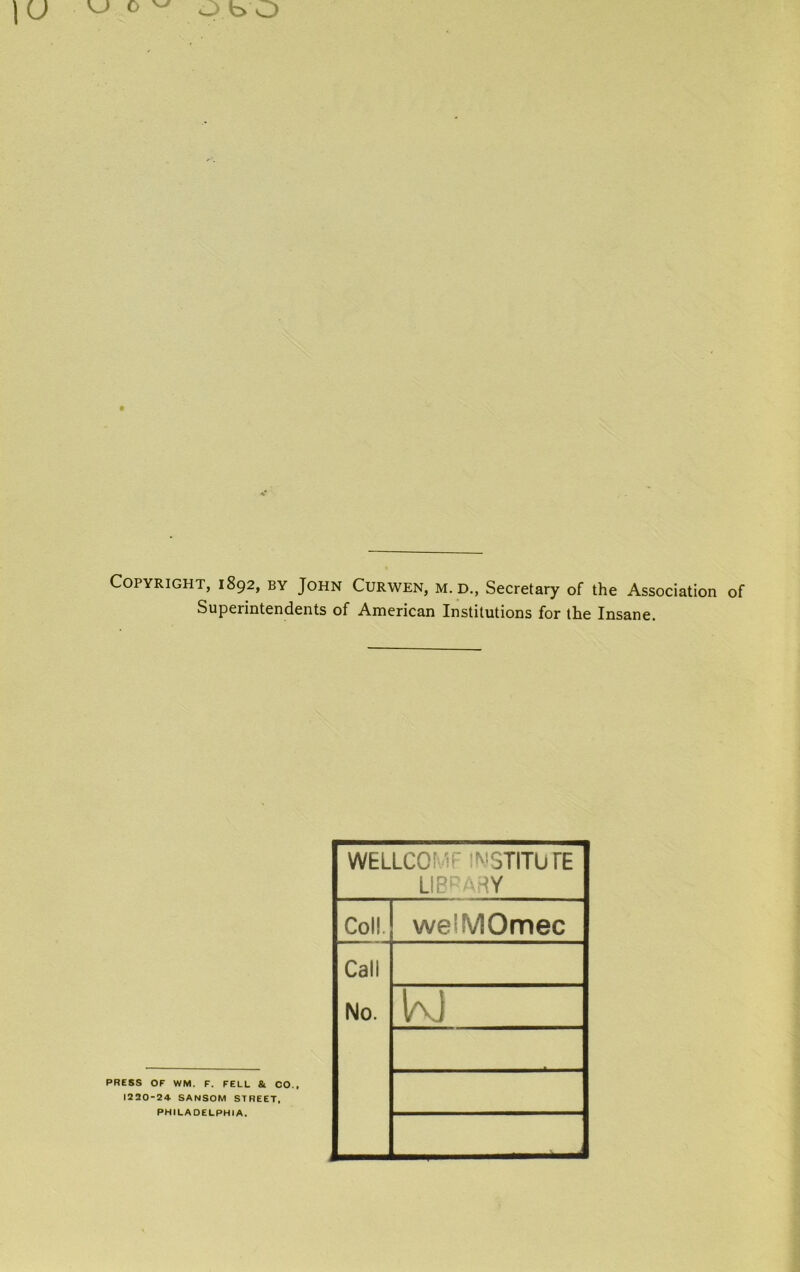 COPYRIGHT, 1892, BY JOHN CURWEN, M. D., Secretary of the Association of
Superintendents of American Institutions for the Insane.
WELLCOME INSTITUTE
LIBRARY
Coll. welMOmec
Call
No. W
PRESS OF WM. F. FELL & CO.,
1220-24 SANSOM STREET,
PHILADELPHIA.